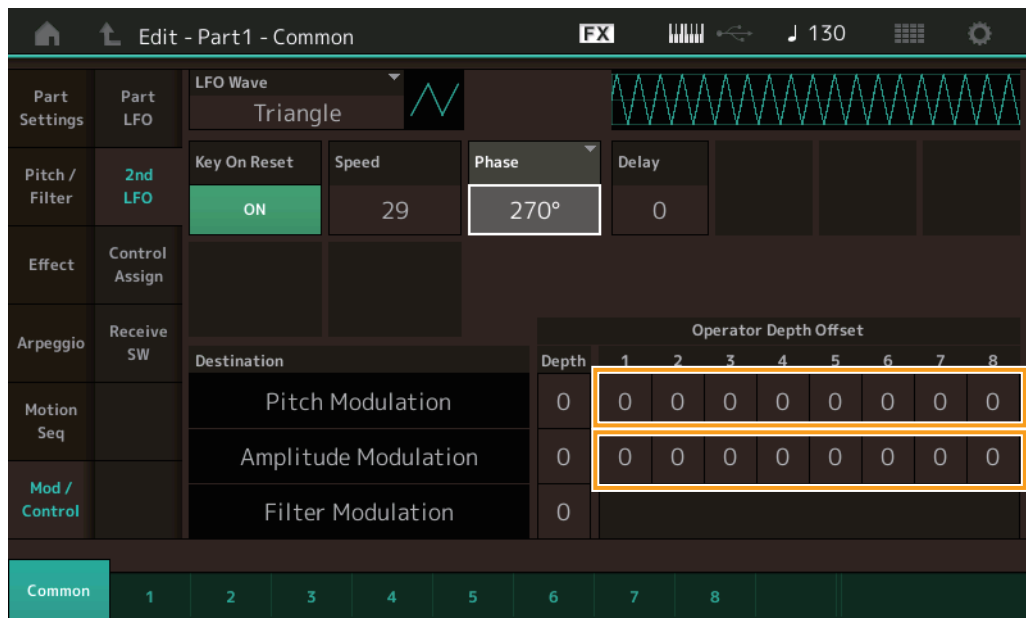 Edit - Part1 - Common
FX
♩ 130
Part
Settings
Pitch /
Filter
Effect
Arpeggio
Motion
Seq
Mod /
Control
Part
LFO
2nd
LFO
Control
Assign
Receive
SW
LFO Wave
Triangle
Key On Reset
ON
Speed
29
Phase
270°
Delay
0
Operator Depth Offset
Destination Depth 1 2 3 4 5 6 7 8
Pitch Modulation 0 0 0 0 0 0 0 0 0
Amplitude Modulation 0 0 0 0 0 0 0 0 0
Filter Modulation 0
Common 1 2 3 4 5 6 7 8